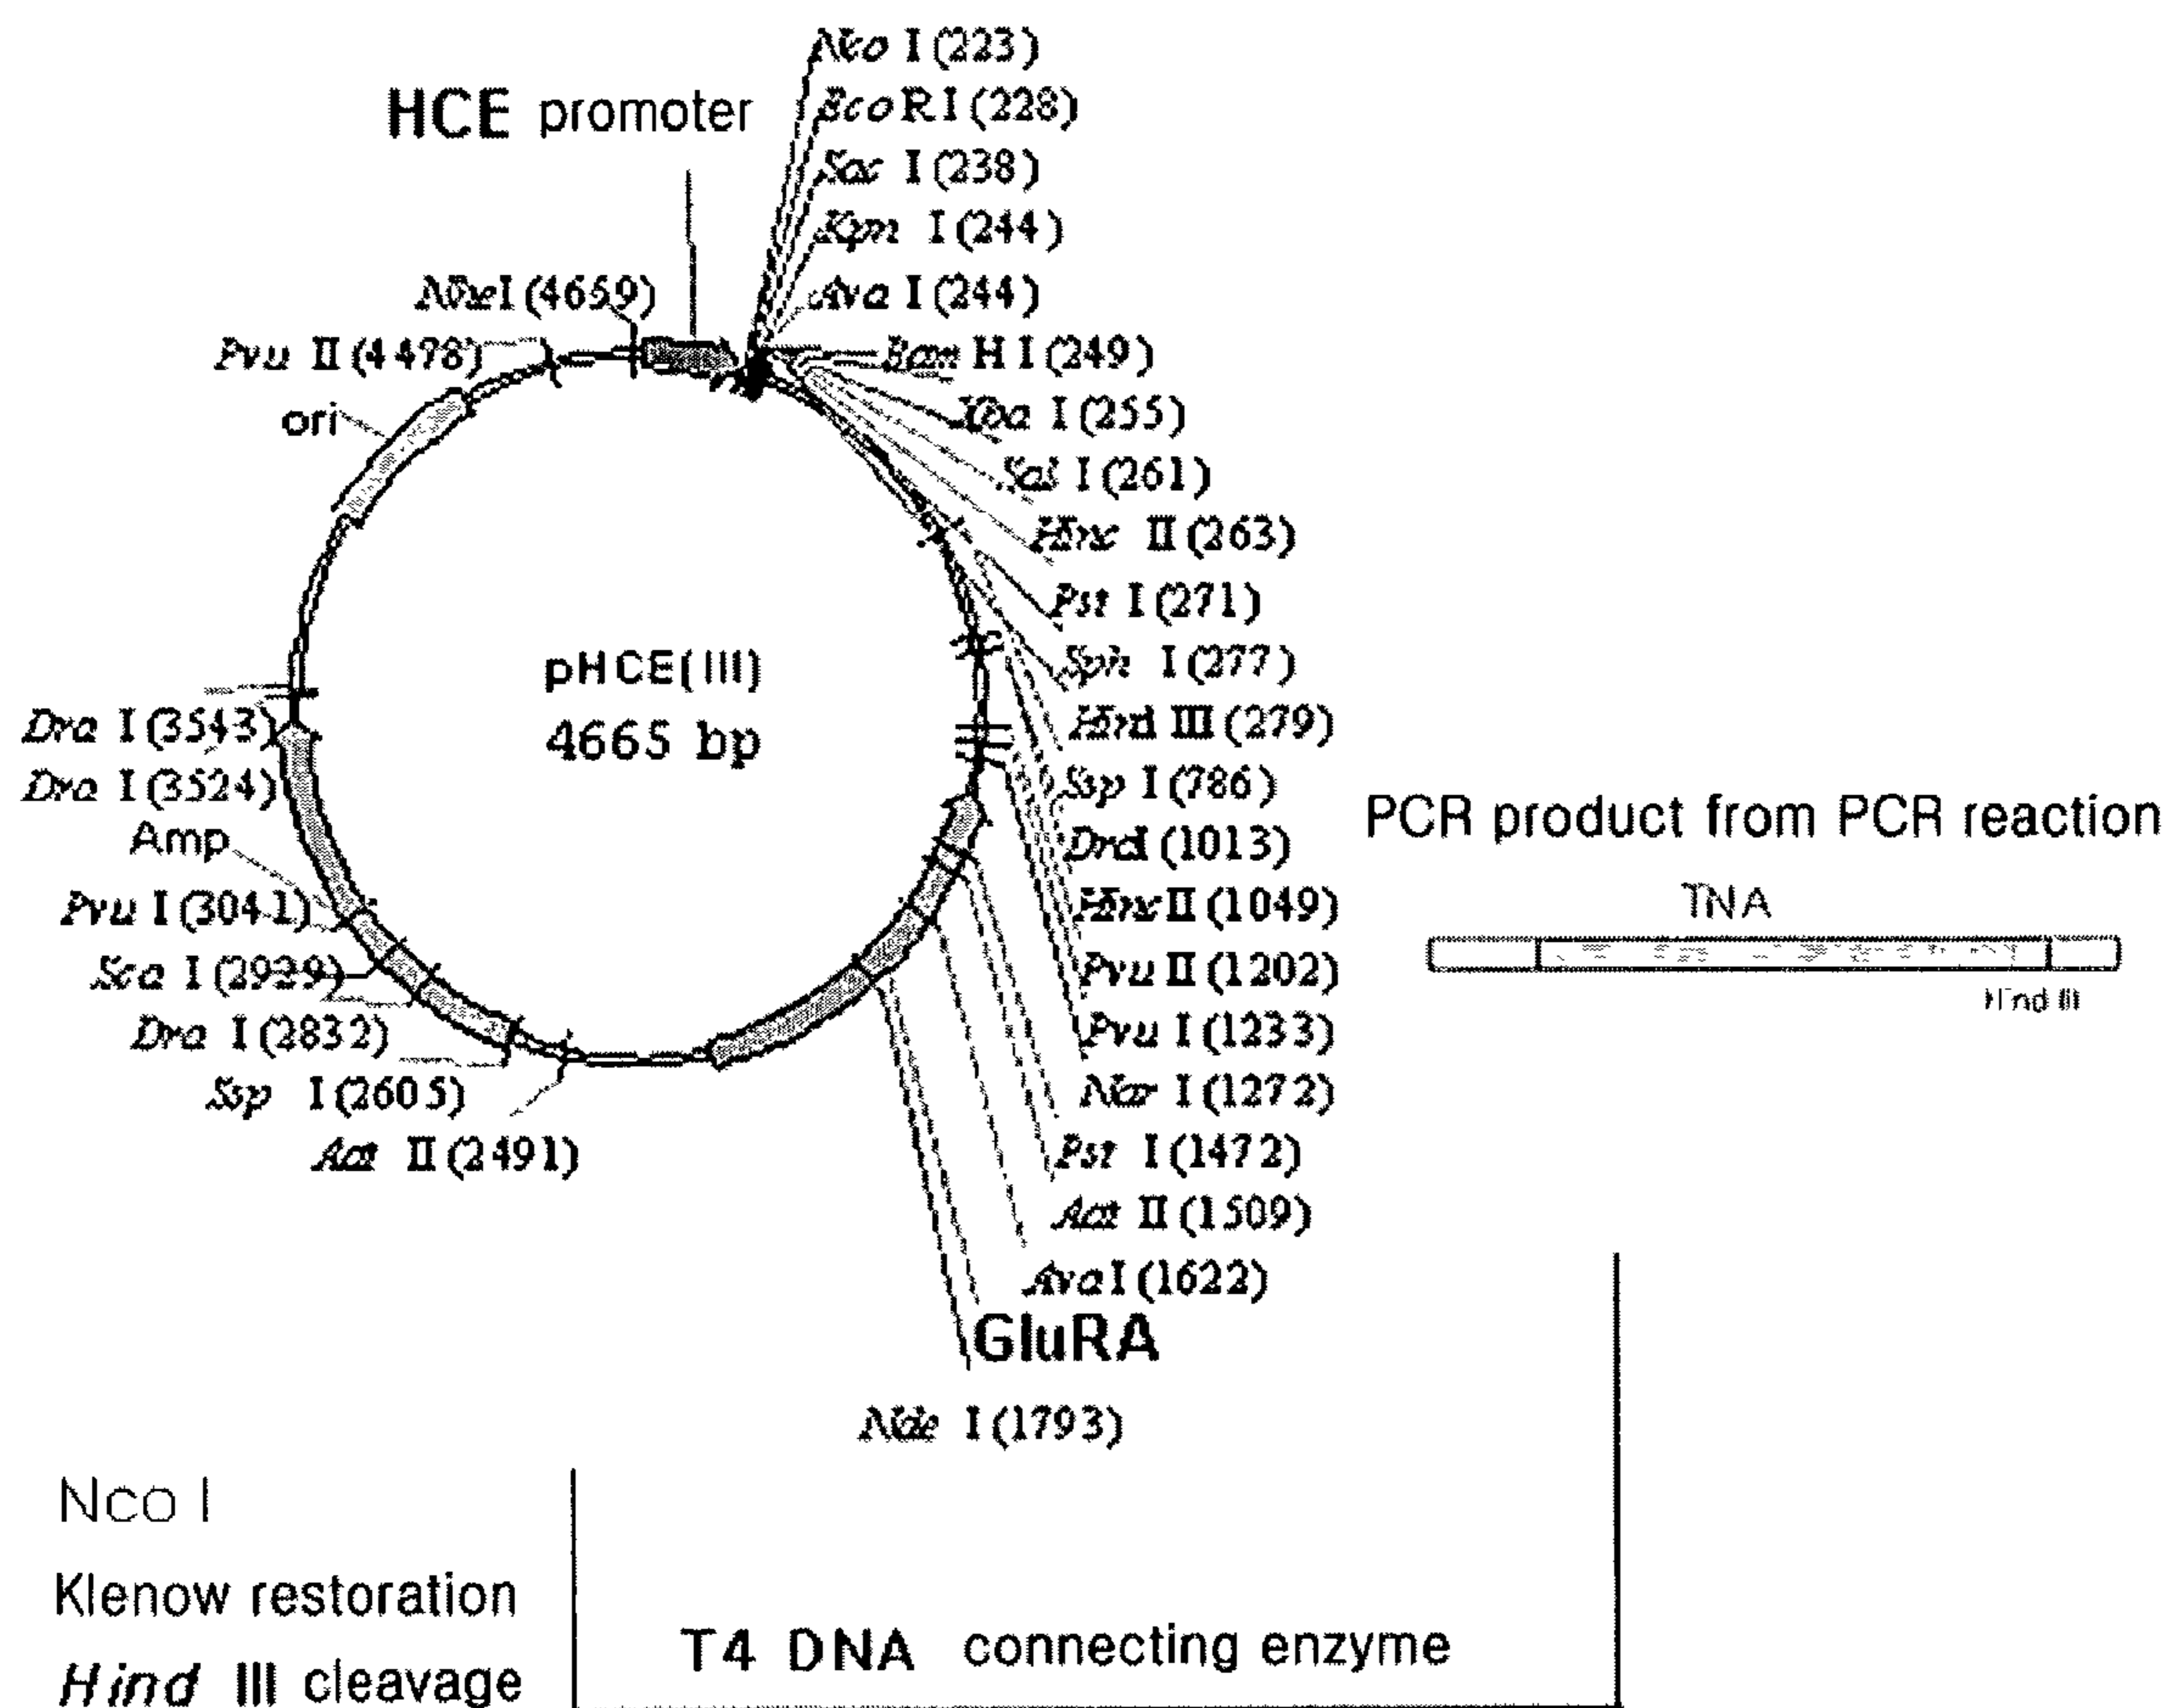 HCE promoter
Nco I (223)
EcoR I (228)
Sac I (238)
Kpn I (244)
Ava I (244)
BamH I (249)
Xba I (255)
Sal I (261)
Hinc II (263)
Pst I (271)
Sph I (277)
Hind III (279)
Ssp I (786)
DrdI (1013)
Hinc II (1049)
Pvu II (1202)
Pvu I (1233)
Nar I (1272)
Pst I (1472)
Aat II (1509)
Ava I (1622)
GluRA
Nde I (1793)
NheI (4659)
Pvu II (4478)
ori
pHCE(III)
4665 bp
Dra I (3543)
Dra I (3524)
Amp
Pvu I (3041)
Sca I (2929)
Dra I (2832)
Ssp I (2605)
Aat II (2491)
PCR product from PCR reaction
TNA
Hind III
Nco I
Klenow restoration
Hind III cleavage
T4 DNA connecting enzyme